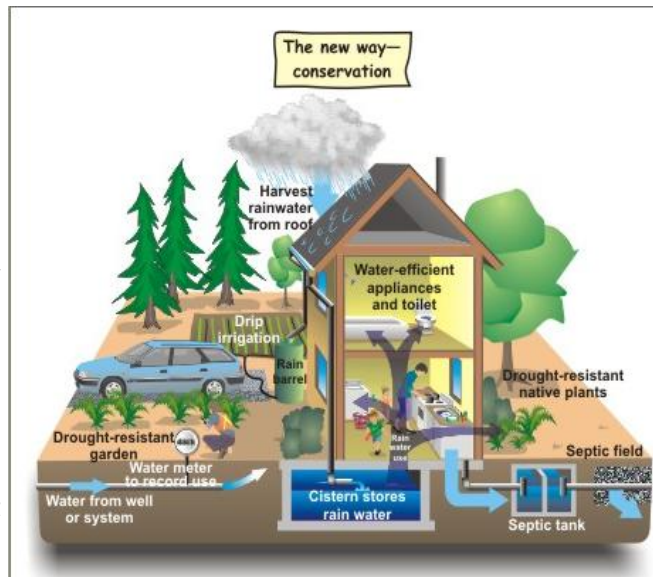 The new way—
conservation
Harvest
rainwater
from roof
Water-efficient
appliances
and toilet
Drip
irrigation
Rain
barrel
Drought-resistant
native plants
Drought-resistant
garden
Rain
water
use
Septic field
Water meter
to record use
Water from well
or system
Cistern stores
rain water
Septic tank